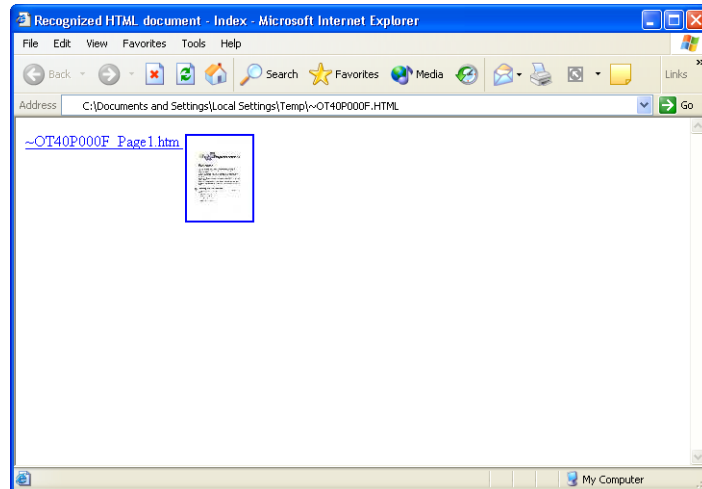 Recognized HTML document - Index - Microsoft Internet Explorer
File Edit View Favorites Tools Help
Back Search Favorites Media » Links
Address C:\Documents and Settings\Local Settings\Temp\~OT40P000F.HTML Go
~OT40P000F_Page1.htm
My Computer